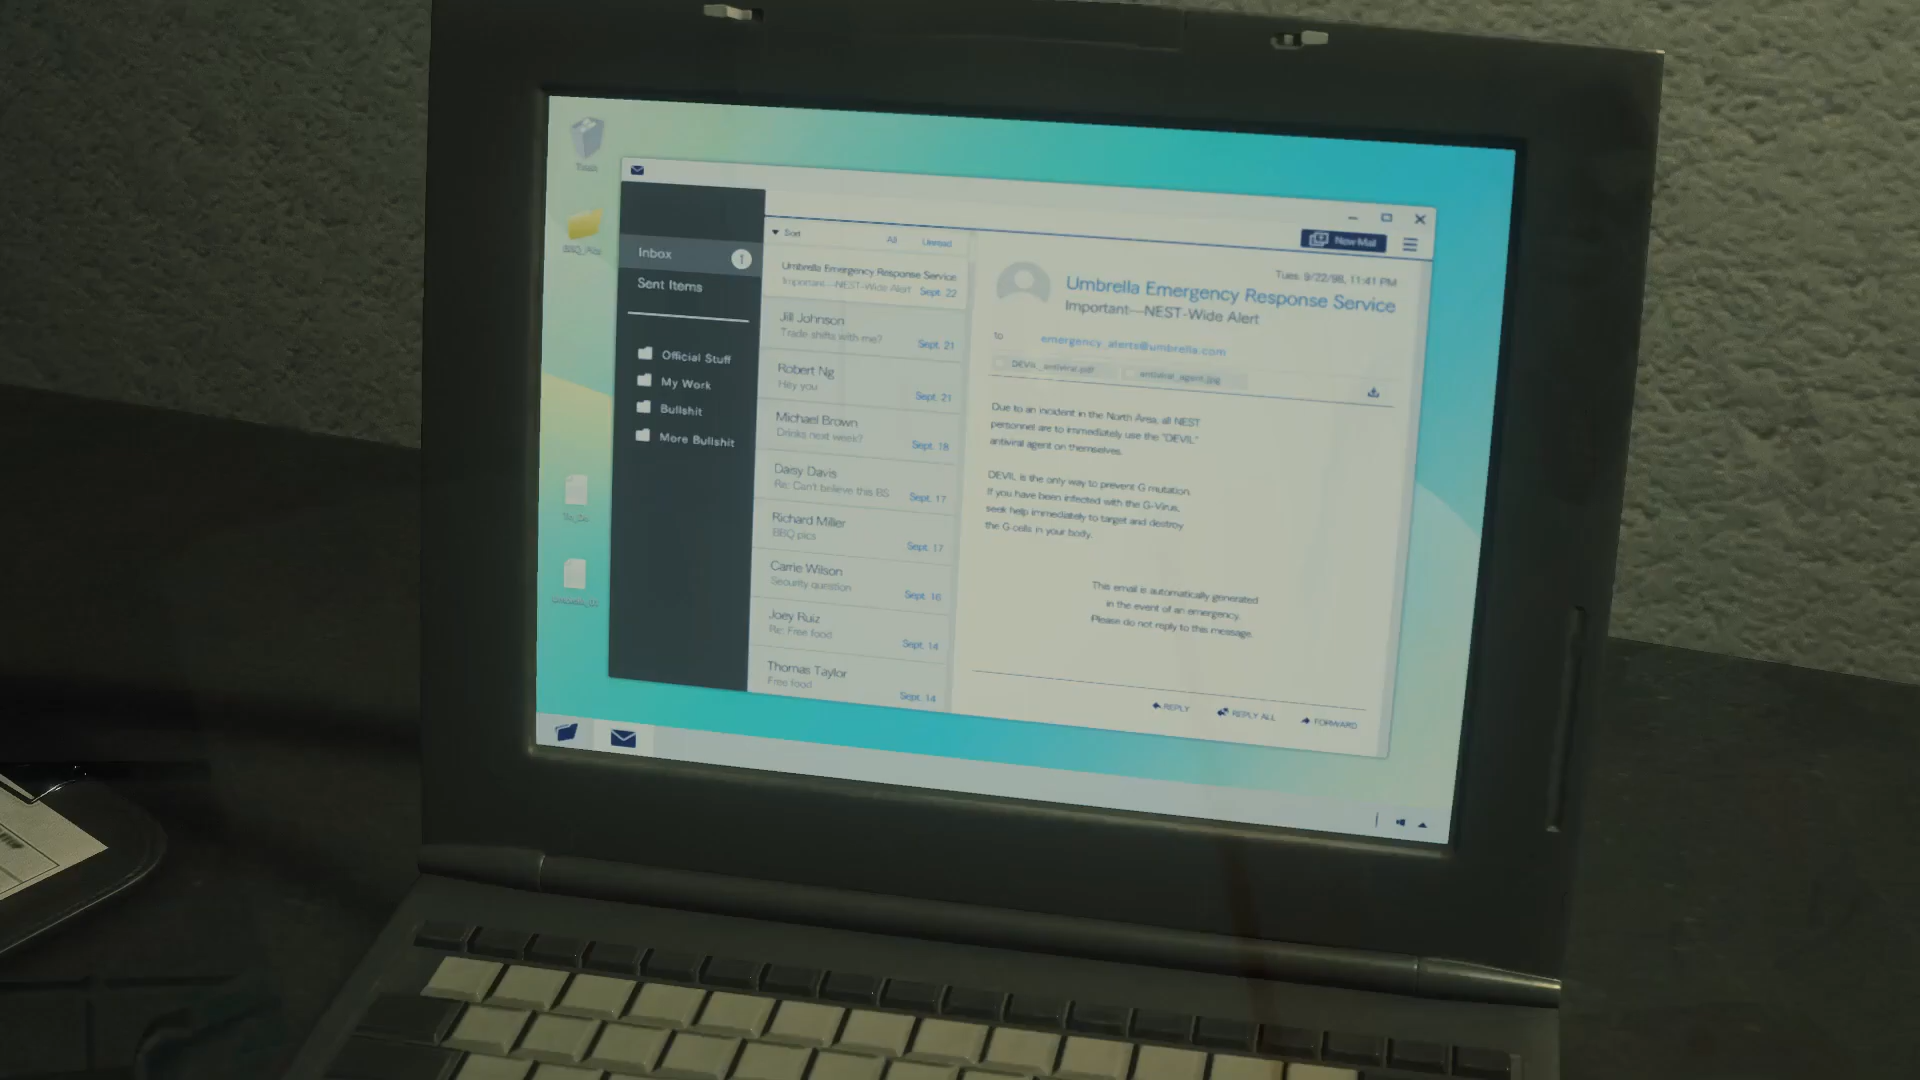 Inbox
1
Sent Items
Official Stuff
My Work
Bullshit
More Bullshit
Sort
All
Unread
Umbrella Emergency Response Service
Important---NEST-Wide Alert
Sept. 22
Jill Johnson
Trade shifts with me?
Sept. 21
Robert Ng
Hey you
Sept. 21
Michael Brown
Drinks next week?
Sept. 18
Daisy Davis
Re: Can't believe this BS
Sept. 17
Richard Miller
BBQ pics
Sept. 17
Carrie Wilson
Security question
Sept. 16
Joey Ruiz
Re: Free food
Sept. 14
Thomas Taylor
Free food
Sept. 14
New Mail
Tues. 9/22/98, 11:41 PM
Umbrella Emergency Response Service
Important---NEST-Wide Alert
to emergency_alerts@umbrella.com
DEVIL_antiviral.pdf
antiviral_agent.jpg
Due to an incident in the North Area, all NEST
personnel are to immediately use the "DEVIL"
antiviral agent on themselves.
DEVIL is the only way to prevent G mutation.
If you have been infected with the G-Virus,
seek help immediately to target and destroy
the G-cells in your body.
This email is automatically generated
in the event of an emergency.
Please do not reply to this message.
REPLY
REPLY ALL
FORWARD
BBQ_Pics